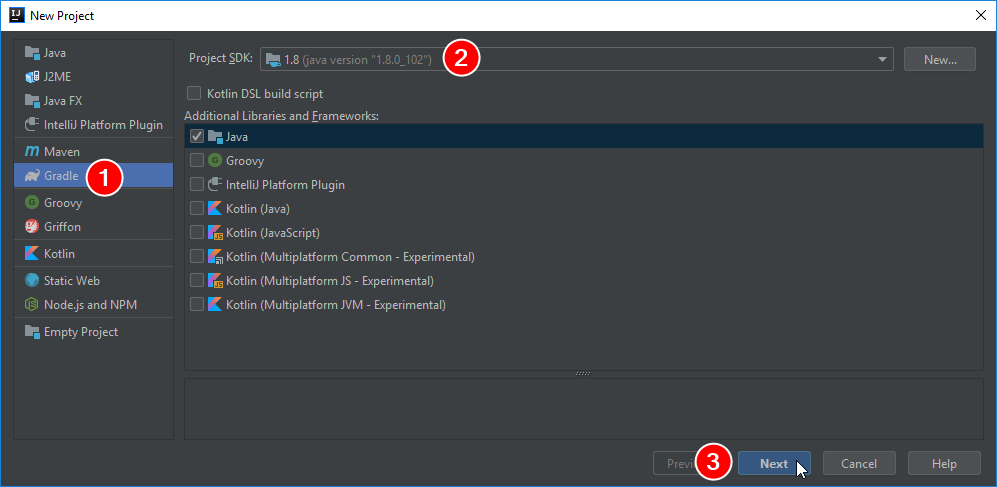 New Project
Java
J2ME
Java FX
IntelliJ Platform Plugin
Maven
Gradle
1
Groovy
Griffon
Kotlin
Static Web
Node.js and NPM
Empty Project
Project SDK: 1.8 (java version "1.8.0_102") 2 New...
Kotlin DSL build script
Additional Libraries and Frameworks:
Java
Groovy
IntelliJ Platform Plugin
Kotlin (Java)
Kotlin (JavaScript)
Kotlin (Multiplatform Common - Experimental)
Kotlin (Multiplatform JS - Experimental)
Kotlin (Multiplatform JVM - Experimental)
3 Next Cancel Help